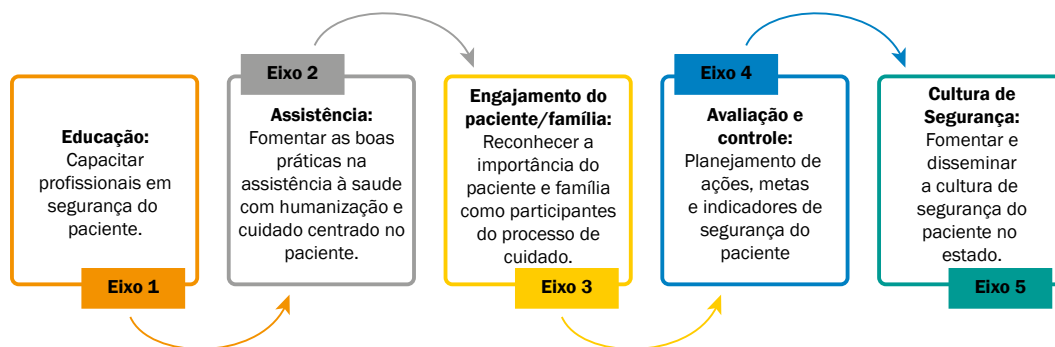 Educação:
Capacitar
profissionais em
segurança do
paciente.
Eixo 1
Eixo 2
Assistência:
Fomentar as boas
práticas na
assistência à saude
com humanização e
cuidado centrado no
paciente.
Engajamento do
paciente/família:
Reconhecer a
importância do
paciente e família
como participantes
do processo de
cuidado.
Eixo 3
Eixo 4
Avaliação e
controle:
Planejamento de
ações, metas
e indicadores de
segurança do
paciente
Cultura de
Segurança:
Fomentar e
disseminar
a cultura de
segurança do
paciente no
estado.
Eixo 5